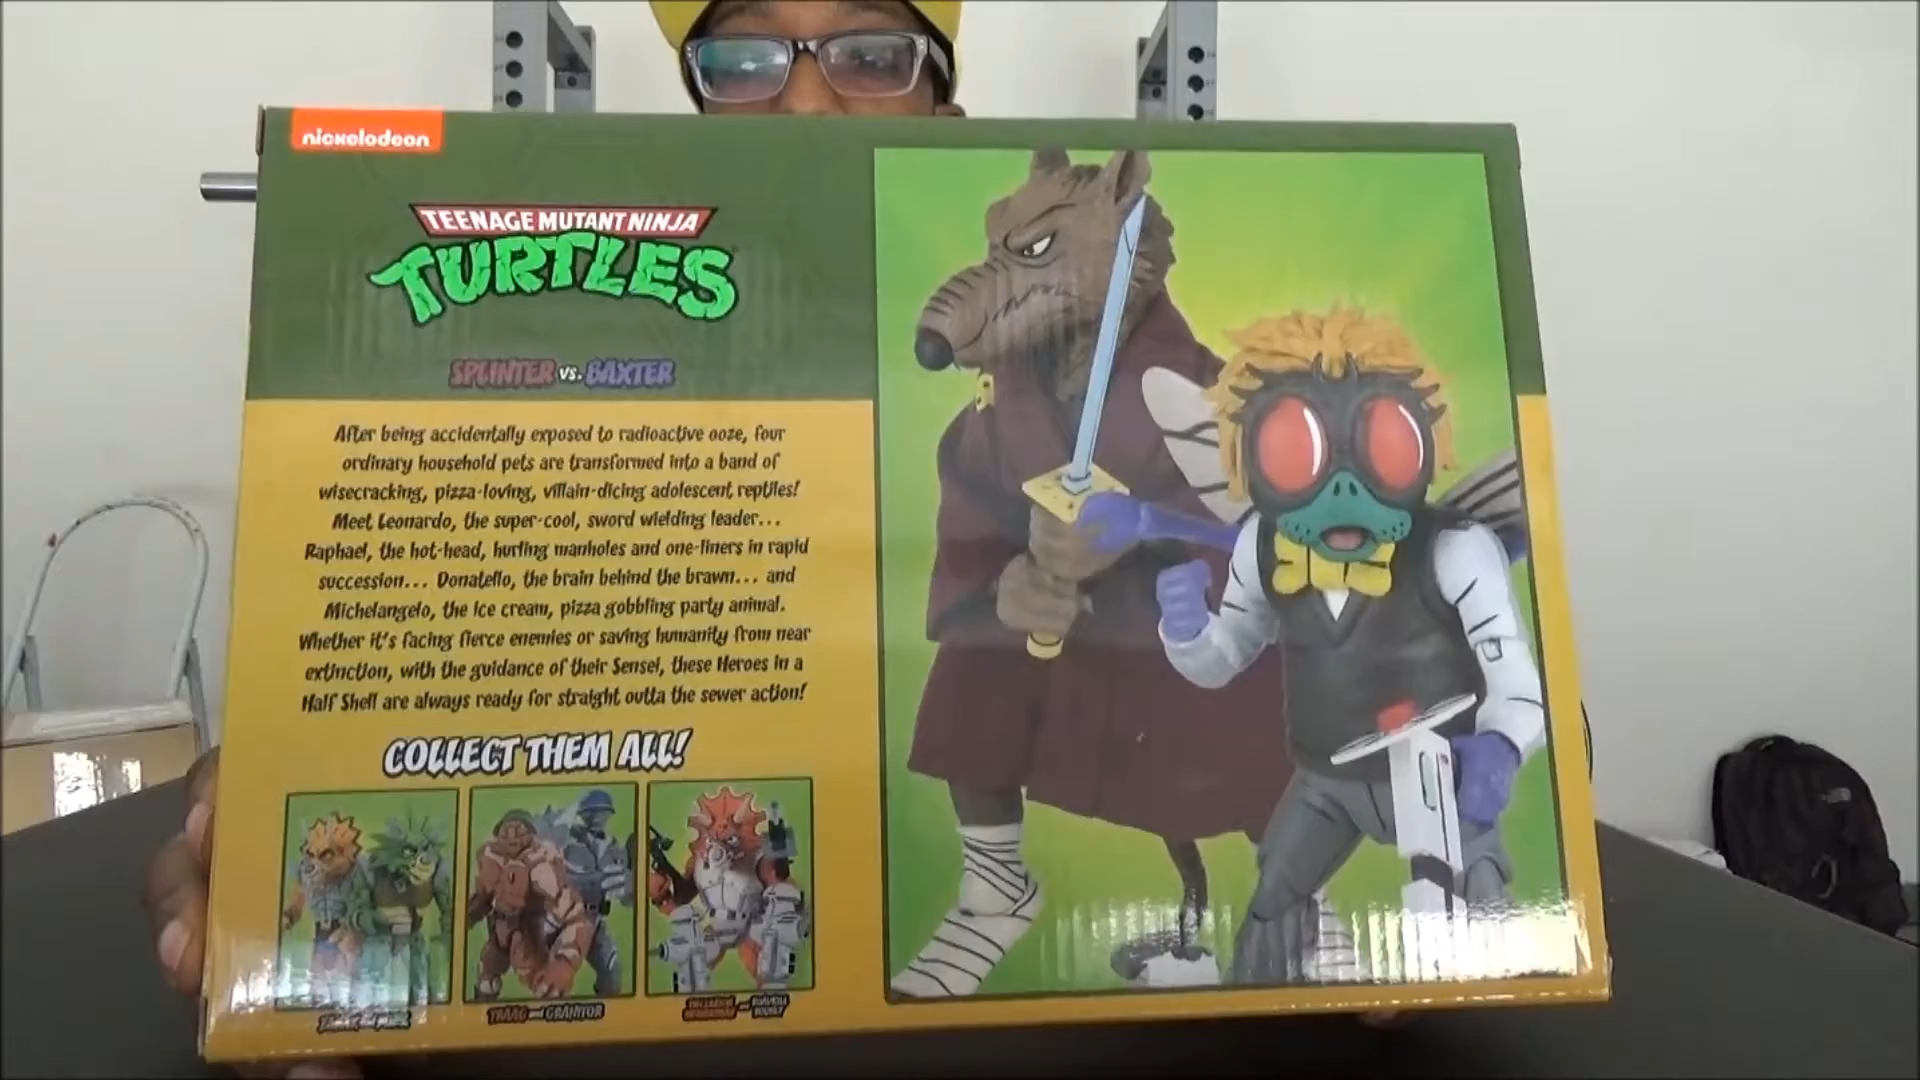 nickelodeon
TEENAGE MUTANT NINJA
TURTLES
SPLINTER vs. BAXTER
After being accidentally exposed to radioactive ooze, four
ordinary household pets are transformed into a band of
wisecracking, pizza-loving, villain-dicing adolescent reptiles!
Meet Leonardo, the super-cool, sword wielding leader...
Raphael, the hot-head, hurling manholes and one-liners in rapid
succession... Donatello, the brain behind the brawn... and
Michelangelo, the ice cream, pizza gobbling party animal.
Whether it's facing fierce enemies or saving humanity from near
extinction, with the guidance of their Sensei, these Heroes in a
Half Shell are always ready for straight outta the sewer action!
COLLECT THEM ALL!
TRAAG and GRANITOR